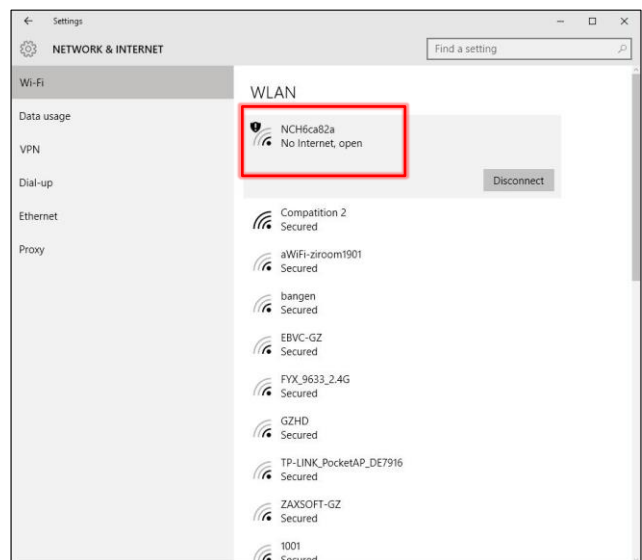 Settings
NETWORK & INTERNET
Find a setting
Wi-Fi
Data usage
VPN
Dial-up
Ethernet
Proxy
WLAN
NCH6ca82a
No Internet, open
Disconnect
Compatition 2
Secured
aWiFi-ziroom1901
Secured
bangen
Secured
EBVC-GZ
Secured
FYX_9633_2.4G
Secured
GZHD
Secured
TP-LINK_PocketAP_DE7916
Secured
ZAXSOFT-GZ
Secured
1001
Secured